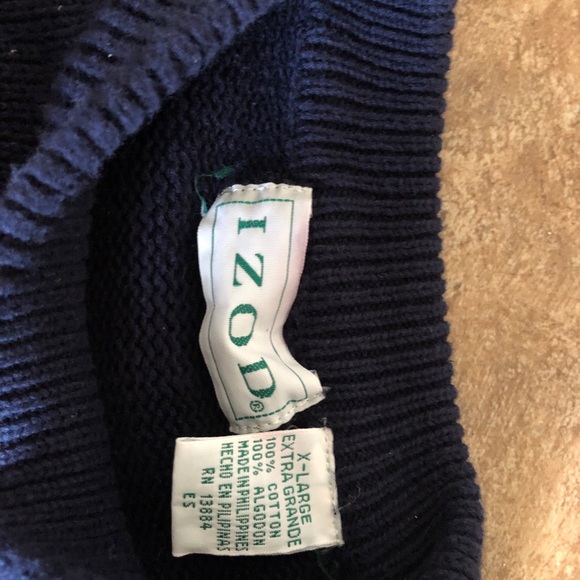 IZOD®
X-LARGE
EXTRA GRANDE
100% COTTON
100% ALGODON
MADE IN PHILIPPINES
HECHO EN PILIPINAS
RN 13884
ES